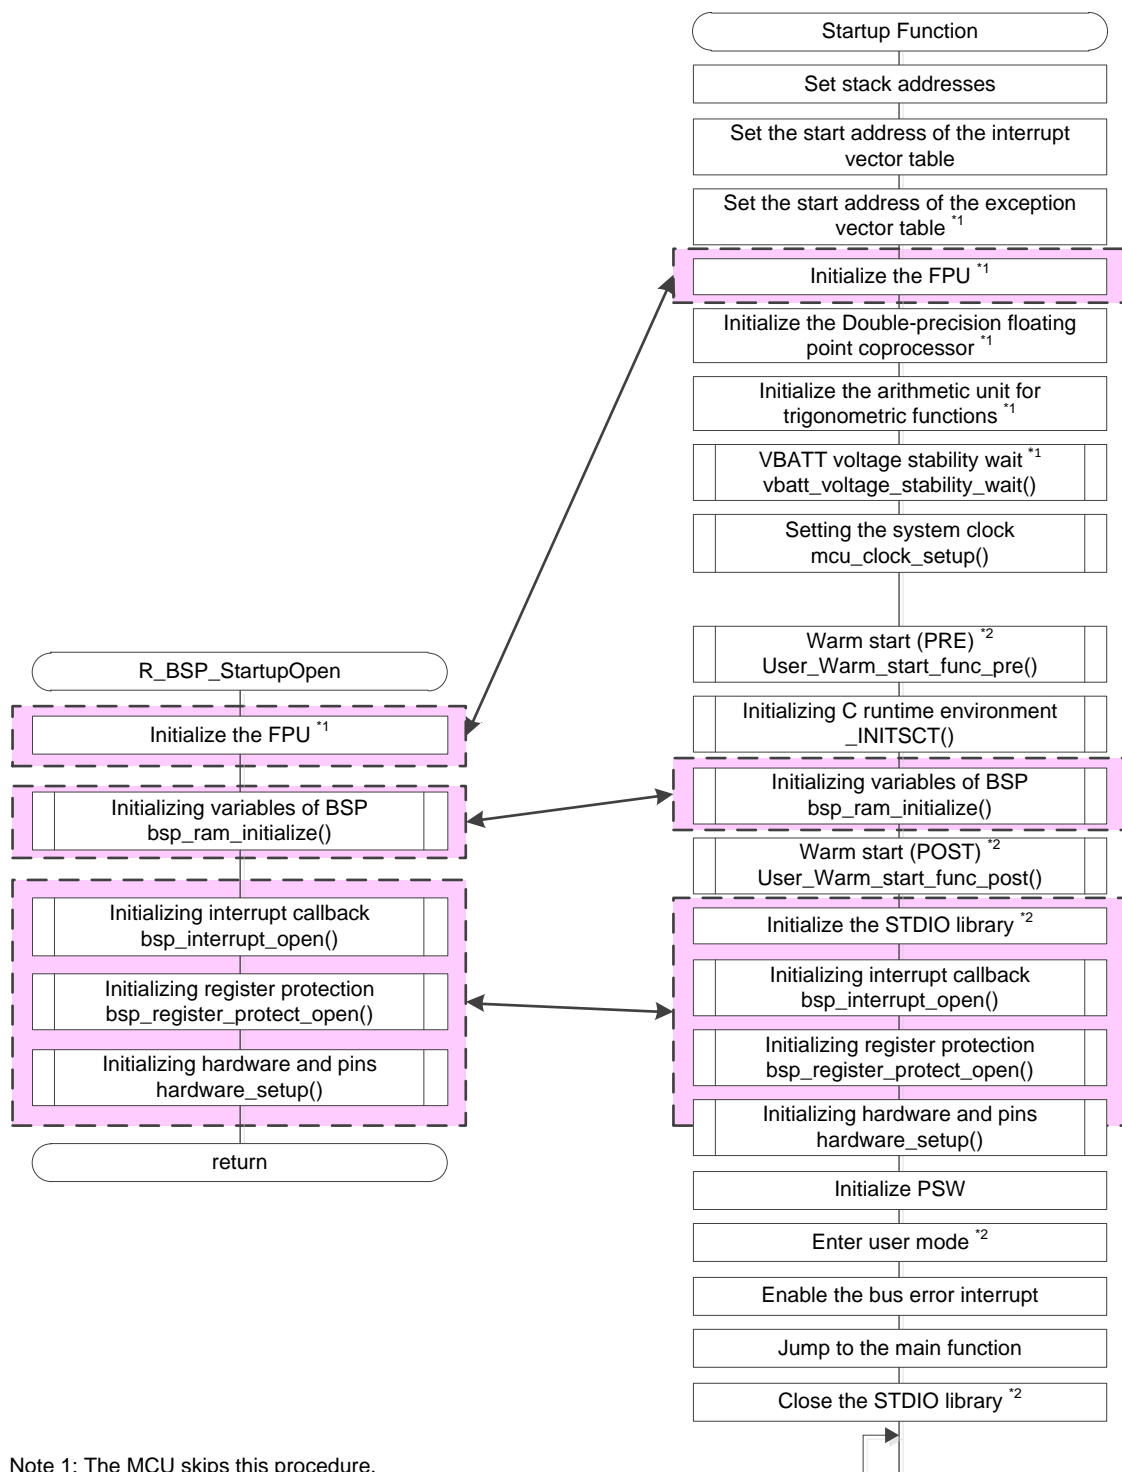 Startup Function
Set stack addresses
Set the start address of the interrupt
vector table
Set the start address of the exception
vector table *1
Initialize the FPU *1
Initialize the Double-precision floating
point coprocessor *1
Initialize the arithmetic unit for
trigonometric functions *1
VBATT voltage stability wait *1
vbatt_voltage_stability_wait()
Setting the system clock
mcu_clock_setup()
Warm start (PRE) *2
User_Warm_start_func_pre()
Initializing C runtime environment
_INITSCT()
Initializing variables of BSP
bsp_ram_initialize()
Warm start (POST) *2
User_Warm_start_func_post()
Initialize the STDIO library *2
Initializing interrupt callback
bsp_interrupt_open()
Initializing register protection
bsp_register_protect_open()
Initializing hardware and pins
hardware_setup()
Initialize PSW
Enter user mode *2
Enable the bus error interrupt
Jump to the main function
Close the STDIO library *2
R_BSP_StartupOpen
Initialize the FPU *1
Initializing variables of BSP
bsp_ram_initialize()
Initializing interrupt callback
bsp_interrupt_open()
Initializing register protection
bsp_register_protect_open()
Initializing hardware and pins
hardware_setup()
return
Note 1: The MCU skips this procedure.